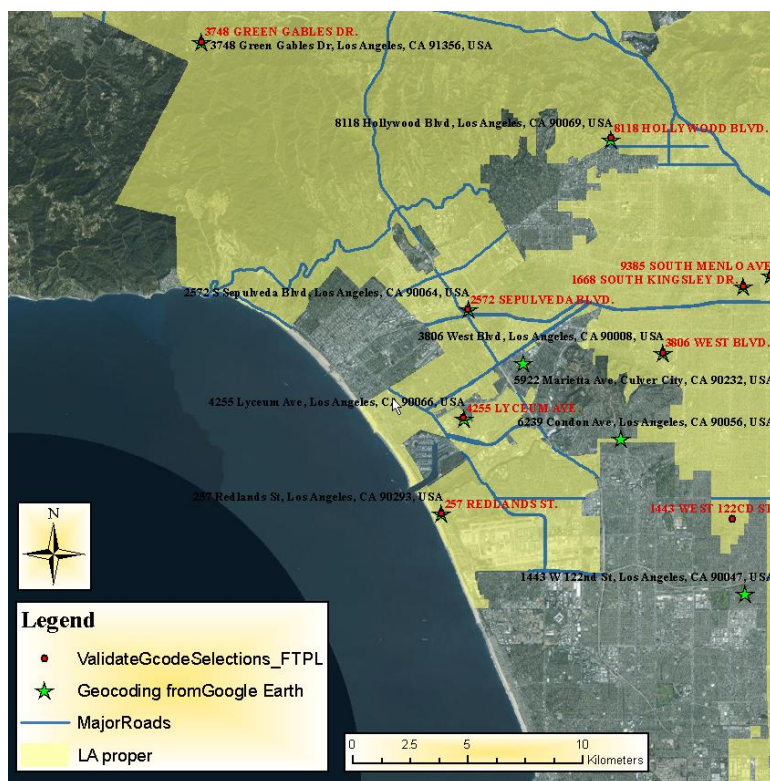 3748 GREEN GABLES DR.
3748 Green Gables Dr, Los Angeles, CA 91356, USA
8118 Hollywood Blvd, Los Angeles, CA 90069, USA
8118 HOLLYWODD BLVD.
9385 SOUTH MENLO AVE
1668 SOUTH KINGSLEY DR.
2572 S Sepulveda Blvd, Los Angeles, CA 90064, USA
2572 SEPULVEDA BLVD.
3806 West Blvd, Los Angeles, CA 90008, USA
3806 WEST BLVD.
5922 Marietta Ave, Culver City, CA 90232, USA
4255 Lyceum Ave, Los Angeles, CA 90066, USA
4255 LYCEUM AVE
6239 Condon Ave, Los Angeles, CA 90056, USA
257 Redlands St, Los Angeles, CA 90293, USA
257 REDLANDS ST.
1443 WEST 122CD ST
1443 W 122nd St, Los Angeles, CA 90047, USA
N
Legend
ValidateGcodeSelections_FTPL
Geocoding fromGoogle Earth
MajorRoads
LA proper
0 2.5 5 10
Kilometers